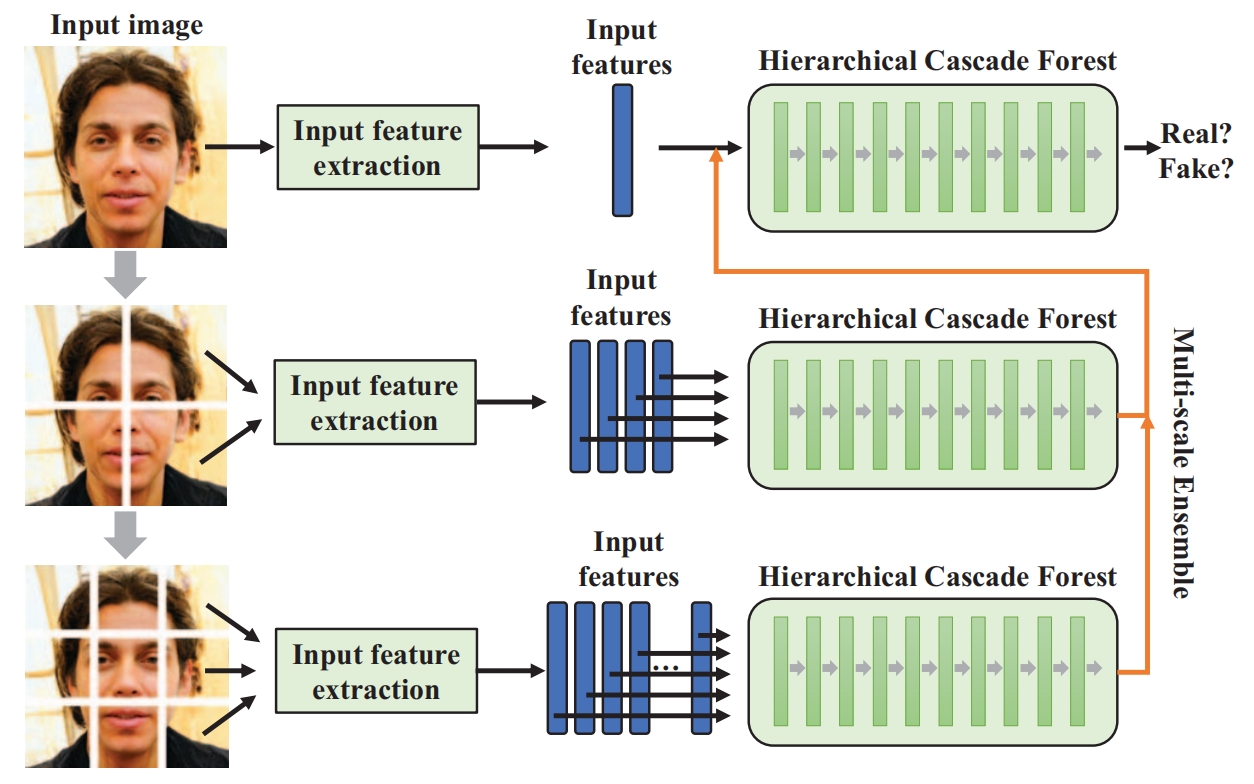 Input image
Input feature
extraction
Input
features
Hierarchical Cascade Forest
Real?
Fake?
Input feature
extraction
Input
features
Hierarchical Cascade Forest
Input feature
extraction
Input
features
...
Hierarchical Cascade Forest
Multi-scale Ensemble